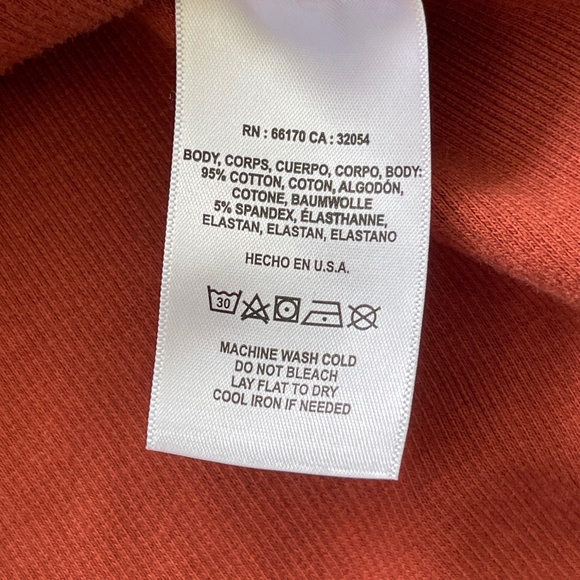 RN : 66170 CA : 32054
BODY, CORPS, CUERPO, CORPO, BODY:
95% COTTON, COTON, ALGODÓN,
COTONE, BAUMWOLLE
5% SPANDEX, ÉLASTHANNE,
ELASTAN, ELASTAN, ELASTANO
HECHO EN U.S.A.
30
MACHINE WASH COLD
DO NOT BLEACH
LAY FLAT TO DRY
COOL IRON IF NEEDED